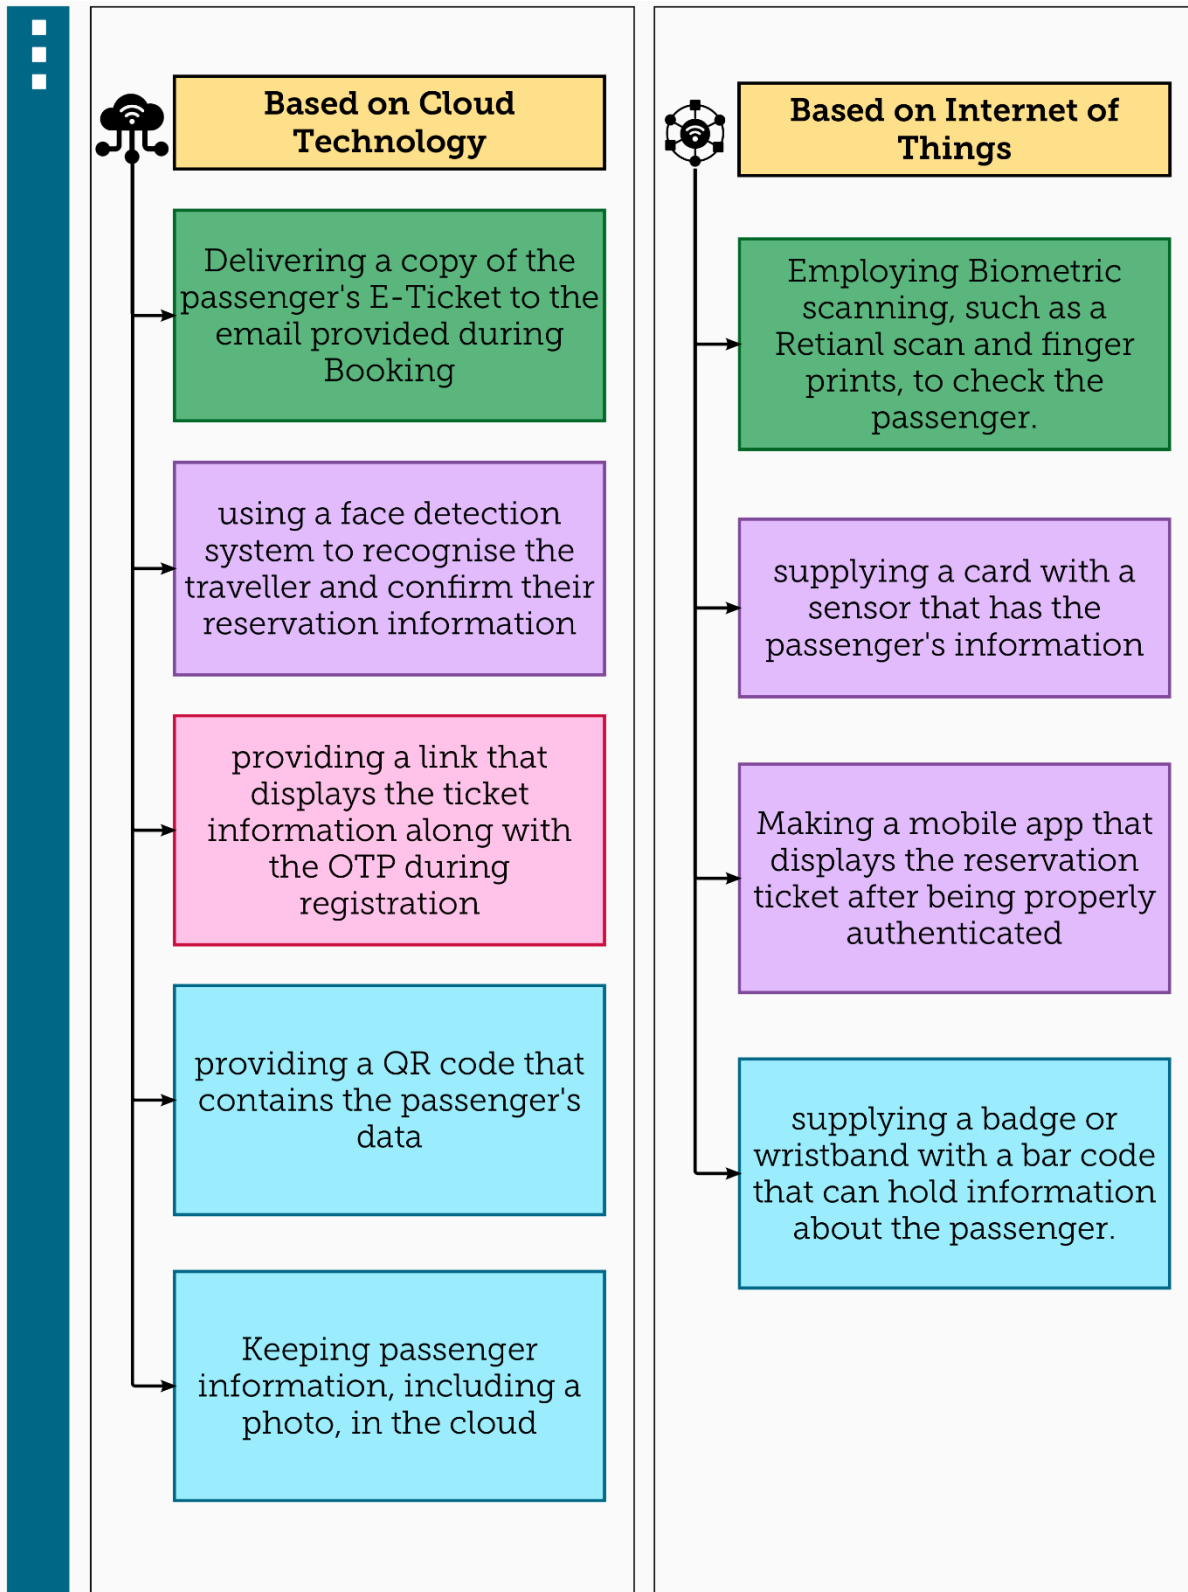 Based on Cloud
Technology
Delivering a copy of the
passenger's E-Ticket to the
email provided during
Booking
using a face detection
system to recognise the
traveller and confirm their
reservation information
providing a link that
displays the ticket
information along with
the OTP during
registration
providing a QR code that
contains the passenger's
data
Keeping passenger
information, including a
photo, in the cloud
Based on Internet of
Things
Employing Biometric
scanning, such as a
Retianl scan and finger
prints, to check the
passenger.
supplying a card with a
sensor that has the
passenger's information
Making a mobile app that
displays the reservation
ticket after being properly
authenticated
supplying a badge or
wristband with a bar code
that can hold information
about the passenger.